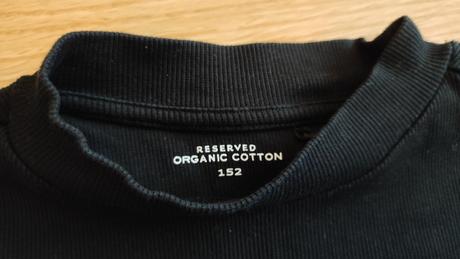 RESERVED
ORGANIC COTTON
152